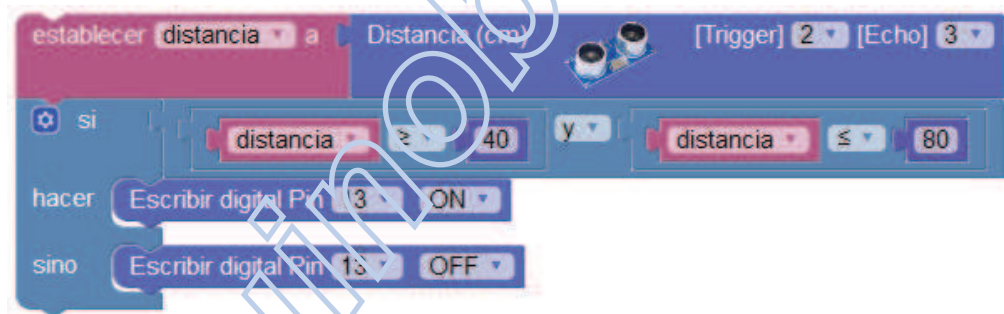 establecer distancia a Distancia (cm) [Trigger] 2 [Echo] 3
si distancia ≥ 40 y distancia ≤ 80
hacer Escribir digital Pin 13 ON
sino Escribir digital Pin 13 OFF